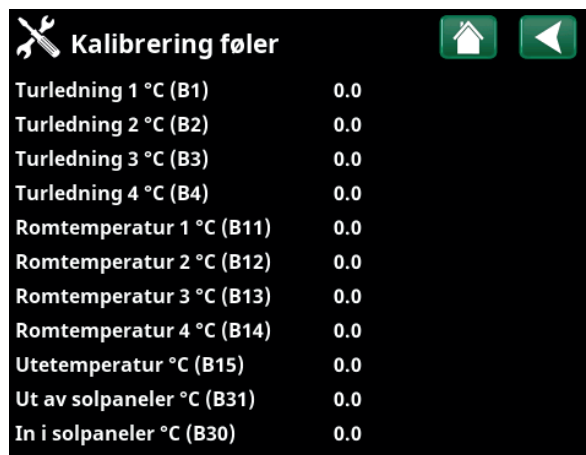 Kalibrering føler
Turledning 1 °C (B1) 0.0
Turledning 2 °C (B2) 0.0
Turledning 3 °C (B3) 0.0
Turledning 4 °C (B4) 0.0
Romtemperatur 1 °C (B11) 0.0
Romtemperatur 2 °C (B12) 0.0
Romtemperatur 3 °C (B13) 0.0
Romtemperatur 4 °C (B14) 0.0
Utetemperatur °C (B15) 0.0
Ut av solpaneler °C (B31) 0.0
In i solpaneler °C (B30) 0.0